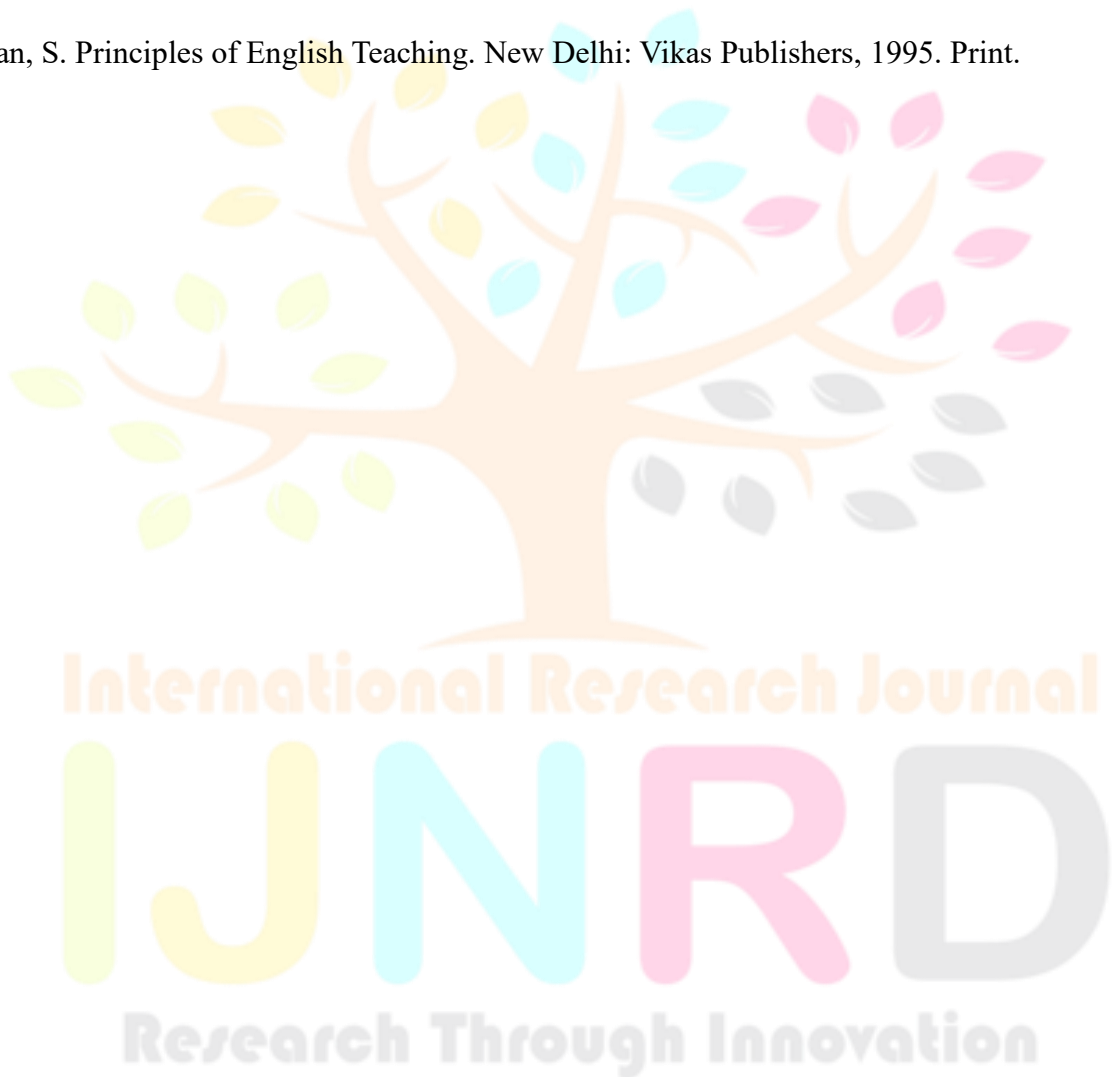 an, S. Principles of English Teaching. New Delhi: Vikas Publishers, 1995. Print.
International Research Journal
IJNRD
Research Through Innovation